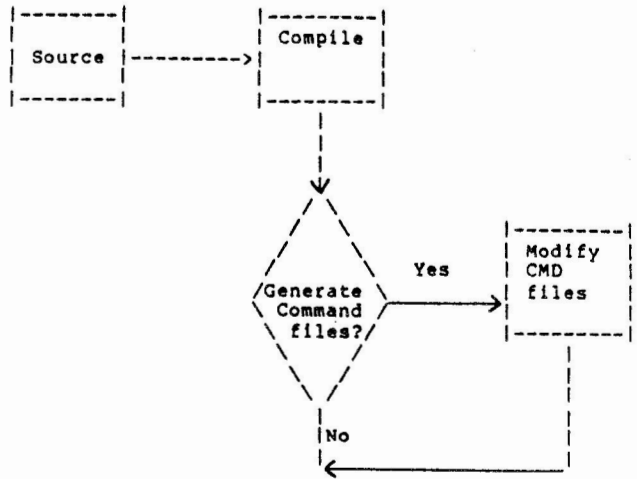 Source
Compile
Generate
Command
files?
Yes
Modify
CMD
files
No